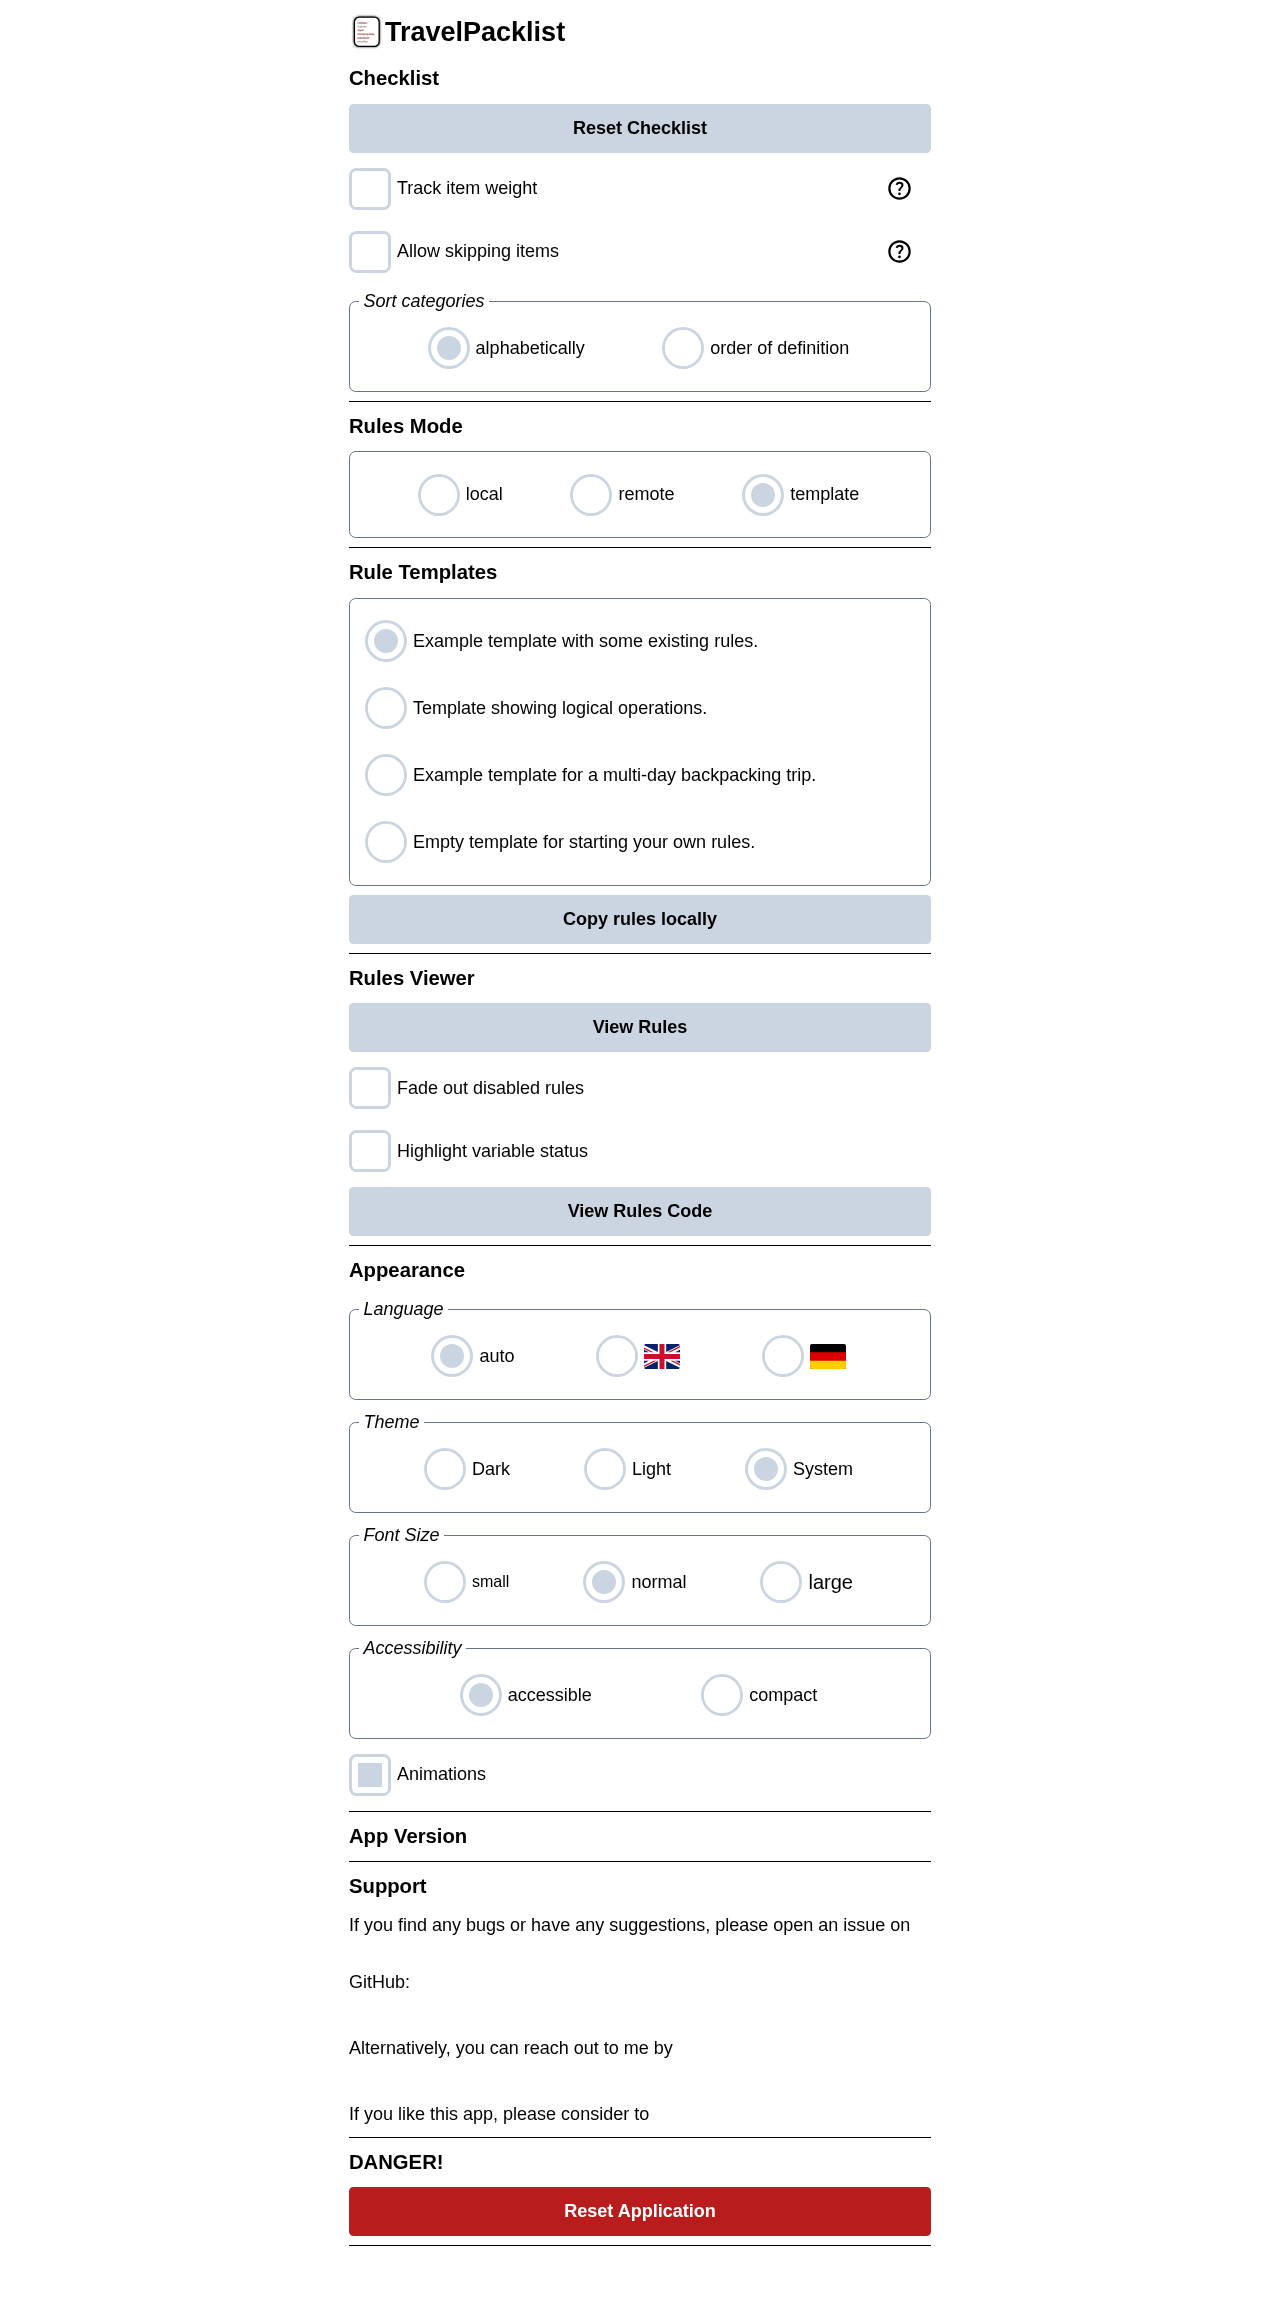 TravelPacklist
Checklist
Reset Checklist
Track item weight
Allow skipping items
Sort categories
alphabetically order of definition
Rules Mode
local remote template
Rule Templates
Example template with some existing rules.
Template showing logical operations.
Example template for a multi-day backpacking trip.
Empty template for starting your own rules.
Copy rules locally
Rules Viewer
View Rules
Fade out disabled rules
Highlight variable status
View Rules Code
Appearance
Language
auto
Theme
Dark Light System
Font Size
small normal large
Accessibility
accessible compact
Animations
App Version
Support
If you find any bugs or have any suggestions, please open an issue on
GitHub:
Alternatively, you can reach out to me by
If you like this app, please consider to
DANGER!
Reset Application